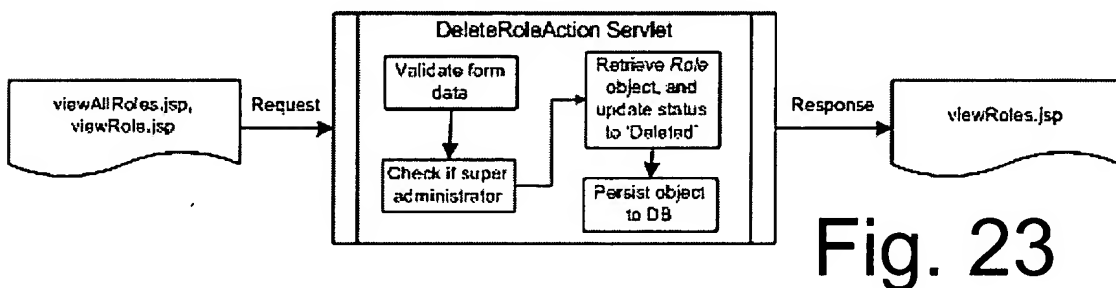 DeleteRoleAction Servlet
viewAllRoles.jsp,
viewRole.jsp
Request
Validate form
data
Check if super
administrator
Retrieve Role
object, and
update status
to 'Deleted'
Persist object
to DB
Response
viewRoles.jsp
Fig. 23